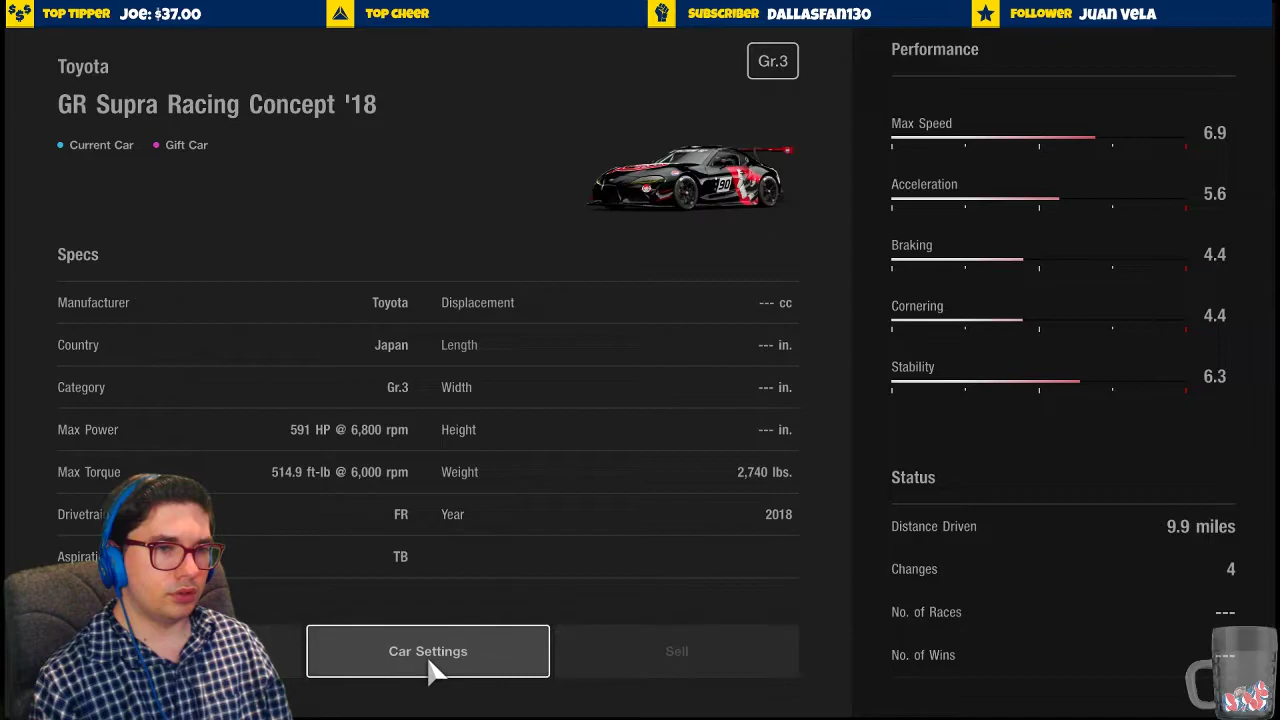 TOP TIPPER JOE: $37.00
TOP CHEER
SUBSCRIBER DALLASFAN130
FOLLOWER JUAN VELA
Toyota
Gr.3
GR Supra Racing Concept '18
Current Car
Gift Car
Specs
Manufacturer Toyota Displacement --- cc
Country Japan Length --- in.
Category Gr.3 Width --- in.
Max Power 591 HP @ 6,800 rpm Height --- in.
Max Torque 514.9 ft-lb @ 6,000 rpm Weight 2,740 lbs.
FR Year 2018
TB
Car Settings
Sell
Performance
Max Speed 6.9
Acceleration 5.6
Braking 4.4
Cornering 4.4
Stability 6.3
Status
Distance Driven 9.9 miles
Changes 4
No. of Races ---
No. of Wins ---
90